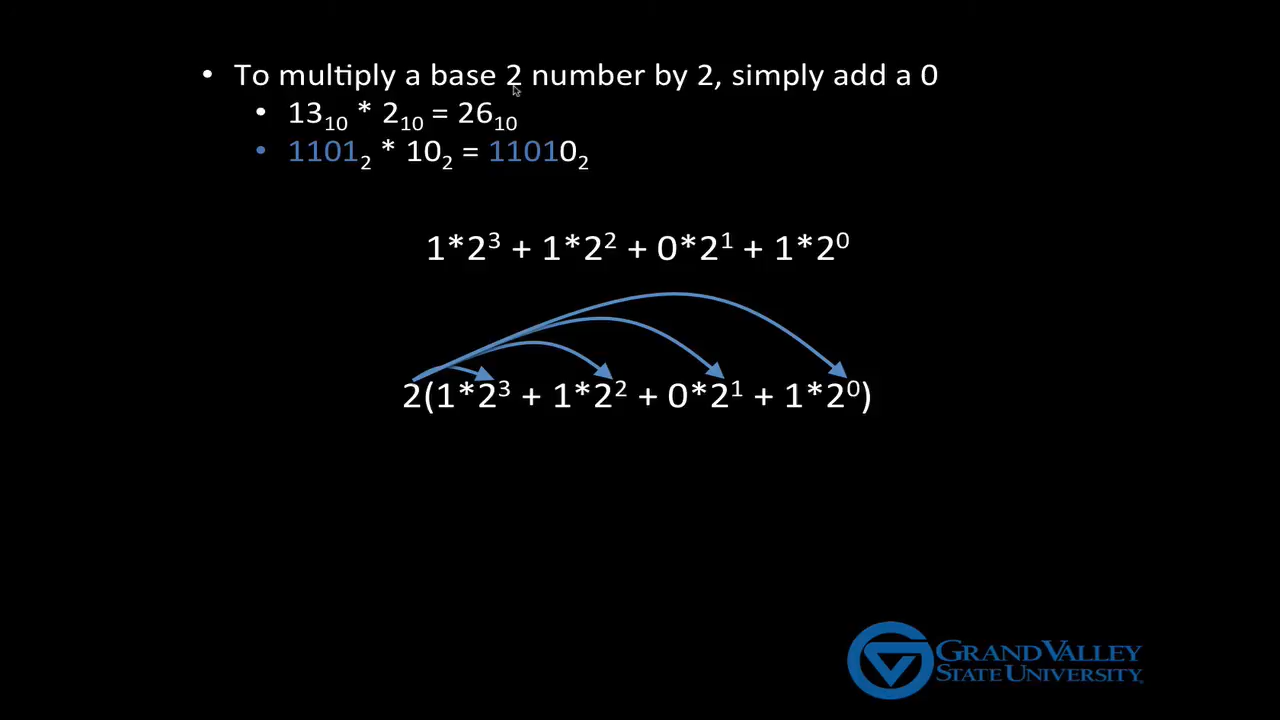 • To multiply a base 2 number by 2, simply add a 0
• 13₁₀ * 2₁₀ = 26₁₀
• 1101₂ * 10₂ = 11010₂
1*2³ + 1*2² + 0*2¹ + 1*2⁰
2(1*2³ + 1*2² + 0*2¹ + 1*2⁰)
GRAND VALLEY
STATE UNIVERSITY